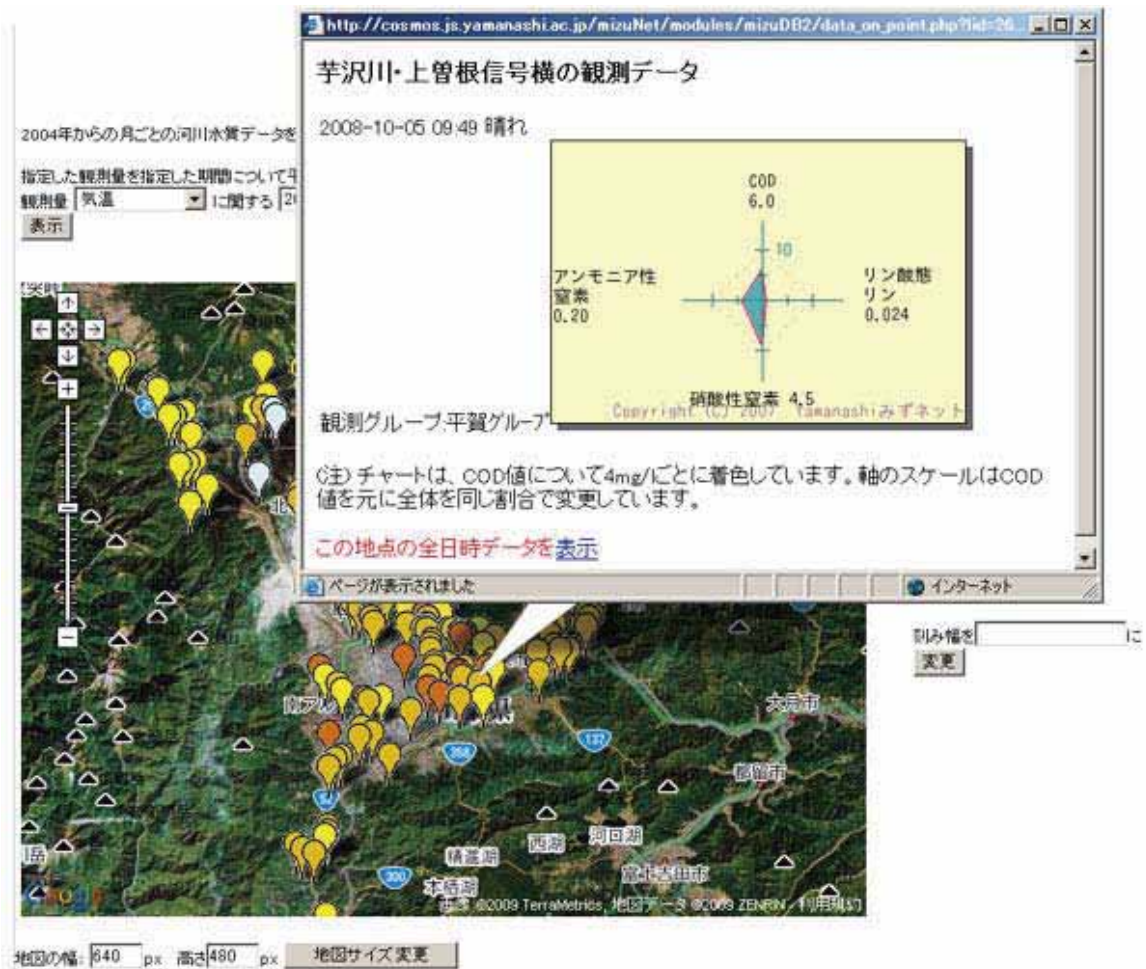 http://cosmos.js.yamanashi.ac.jp/mizuNet/modules/mizuDB2/data_on_point.php?lid=26...
芋沢川・上曽根信号横の観測データ
2008-10-05 09:49 晴れ
COD
6.0
10
アンモニア性
窒素
0.20
リン酸態
リン
0.024
硝酸性窒素 4.5
Copyright (C) 2007 Yamanashiみずネット
観測グループ:平賀グループ
(注)チャートは、COD値について4mg/lごとに着色しています。軸のスケールはCOD
値を元に全体を同じ割合で変更しています。
この地点の全日時データを表示
ページが表示されました
インターネット
2004年からの月ごとの河川水質データを
指定した観測量を指定した期間について平
観測量 気温 に関する
表示
北
南ア
358
137
300
大月市
都留市
河口湖
西湖
精進湖
本栖湖
富士吉田市
©2009 TerraMetrics, 地図データ ©2009 ZENRIN - 利用規約
刻み幅を に
変更
地図の幅: 640 px 高さ 480 px 地図サイズ変更